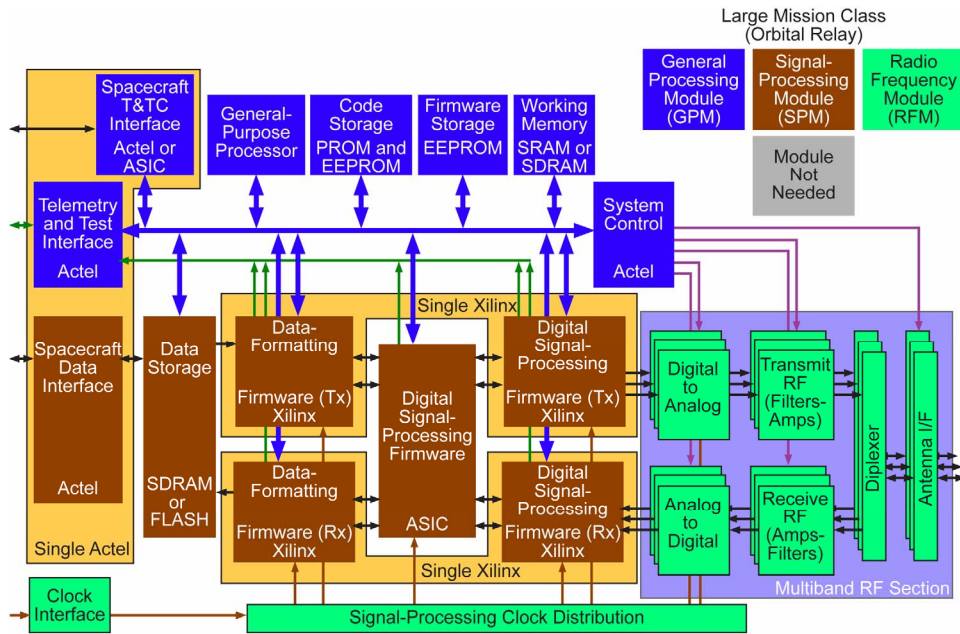 Large Mission Class
(Orbital Relay)
General
Processing
Module
(GPM)
Signal-
Processing
Module
(SPM)
Radio
Frequency
Module
(RFM)
Module
Not
Needed
Spacecraft
T&TC
Interface
Actel or
ASIC
General-
Purpose
Processor
Code
Storage
PROM and
EEPROM
Firmware
Storage
EEPROM
Working
Memory
SRAM or
SDRAM
Telemetry
and Test
Interface
Actel
System
Control
Actel
Single Xilinx
Spacecraft
Data
Interface
Actel
Single Actel
Data
Storage
SDRAM
or
FLASH
Data-
Formatting
Firmware (Tx)
Xilinx
Digital
Signal-
Processing
Firmware
ASIC
Digital
Signal-
Processing
Firmware (Tx)
Xilinx
Data-
Formatting
Firmware (Rx)
Xilinx
Digital
Signal-
Processing
Firmware (Rx)
Xilinx
Single Xilinx
Digital
to
Analog
Transmit
RF
(Filters-
Amps)
Diplexer
Antenna I/F
Analog
to
Digital
Receive
RF
(Amps-
Filters)
Multiband RF Section
Clock
Interface
Signal-Processing Clock Distribution